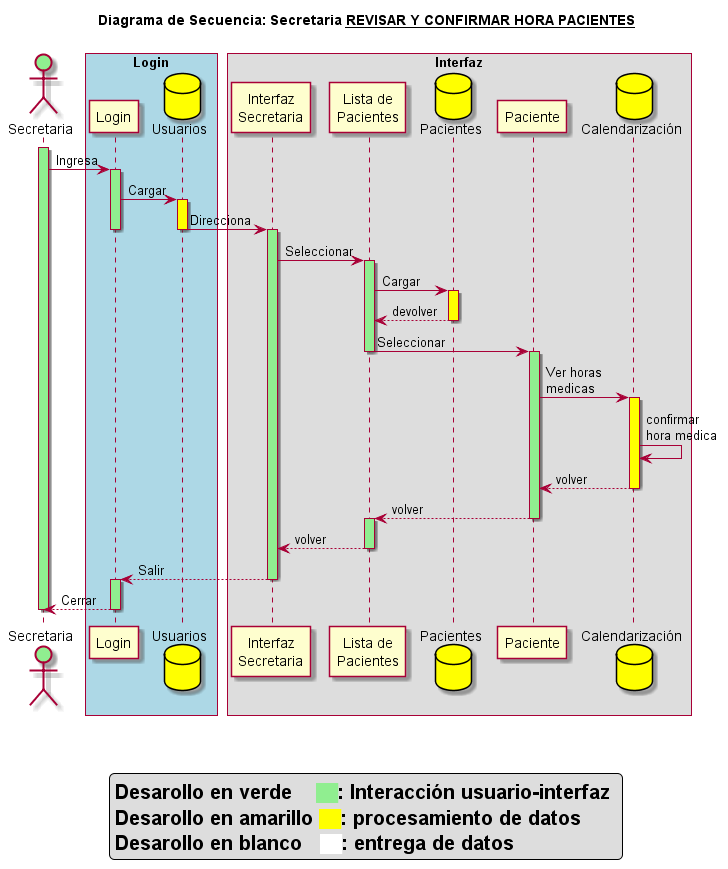 Diagrama de Secuencia: Secretaria REVISAR Y CONFIRMAR HORA PACIENTES
Login
Interfaz
Secretaria
Login
Usuarios
Interfaz
Secretaria
Lista de
Pacientes
Pacientes
Paciente
Calendarización
Ingresa
Cargar
Direcciona
Seleccionar
Cargar
devolver
Seleccionar
Ver horas
medicas
confirmar
hora medica
volver
volver
volver
Salir
Cerrar
Secretaria
Login
Usuarios
Interfaz
Secretaria
Lista de
Pacientes
Pacientes
Paciente
Calendarización
Desarollo en verde : Interacción usuario-interfaz
Desarollo en amarillo : procesamiento de datos
Desarollo en blanco : entrega de datos